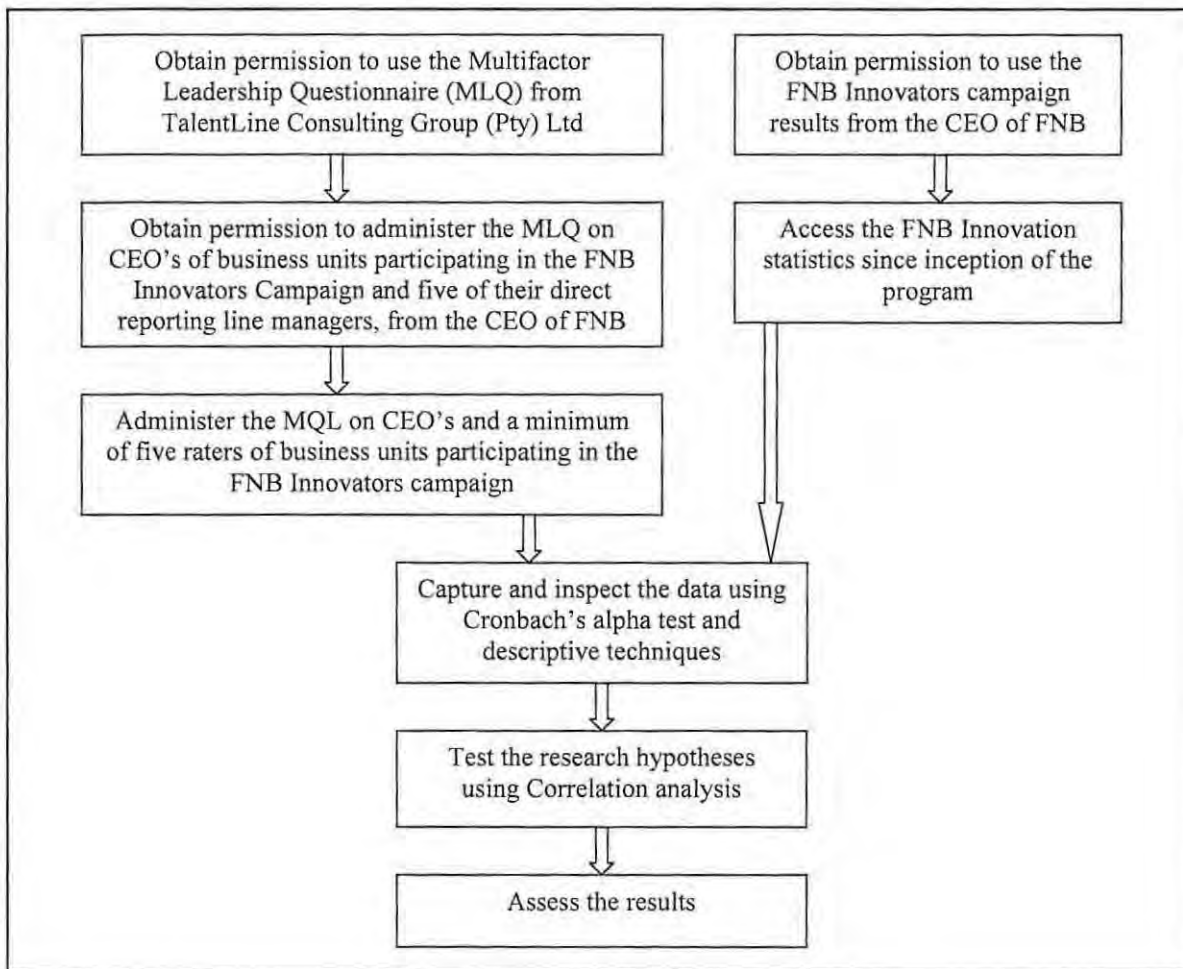 Obtain permission to use the Multifactor
Leadership Questionnaire (MLQ) from
TalentLine Consulting Group (Pty) Ltd
Obtain permission to use the
FNB Innovators campaign
results from the CEO of FNB
Obtain permission to administer the MLQ on
CEO's of business units participating in the FNB
Innovators Campaign and five of their direct
reporting line managers, from the CEO of FNB
Access the FNB Innovation
statistics since inception of the
program
Administer the MQL on CEO's and a minimum
of five raters of business units participating in the
FNB Innovators campaign
Capture and inspect the data using
Cronbach's alpha test and
descriptive techniques
Test the research hypotheses
using Correlation analysis
Assess the results